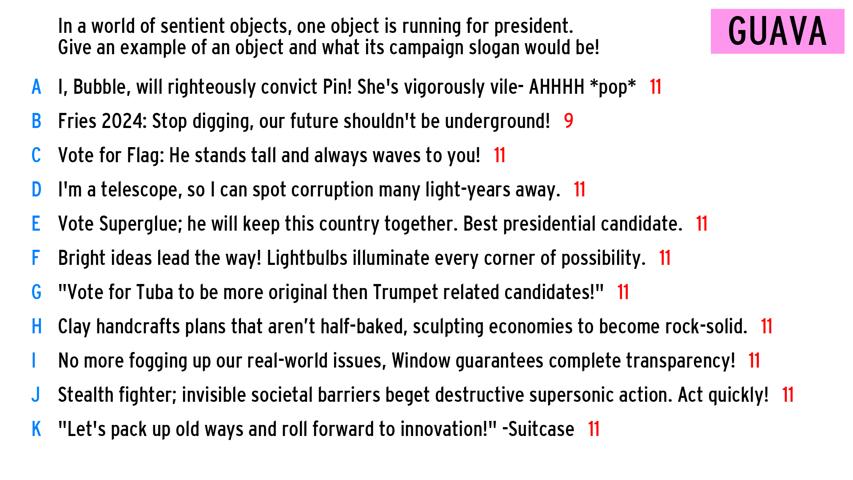 In a world of sentient objects, one object is running for president.
Give an example of an object and what its campaign slogan would be!
GUAVA
A I, Bubble, will righteously convict Pin! She's vigorously vile- AHHHH *pop* 11
B Fries 2024: Stop digging, our future shouldn't be underground! 9
C Vote for Flag: He stands tall and always waves to you! 11
D I'm a telescope, so I can spot corruption many light-years away. 11
E Vote Superglue; he will keep this country together. Best presidential candidate. 11
F Bright ideas lead the way! Lightbulbs illuminate every corner of possibility. 11
G "Vote for Tuba to be more original then Trumpet related candidates!" 11
H Clay handcrafts plans that aren’t half-baked, sculpting economies to become rock-solid. 11
I No more fogging up our real-world issues, Window guarantees complete transparency! 11
J Stealth fighter; invisible societal barriers beget destructive supersonic action. Act quickly! 11
K "Let's pack up old ways and roll forward to innovation!" -Suitcase 11